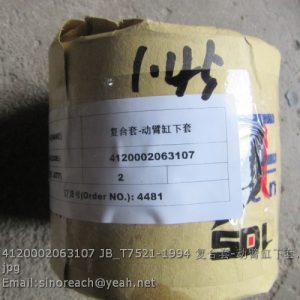 1.45
复合套-动臂缸下套
4120002063107
2
订货号(Order NO.): 4481
4120002063107 JB_T7521-1994 复合套-动臂缸下套.
jpg
Email:sinoreach@yeah.net